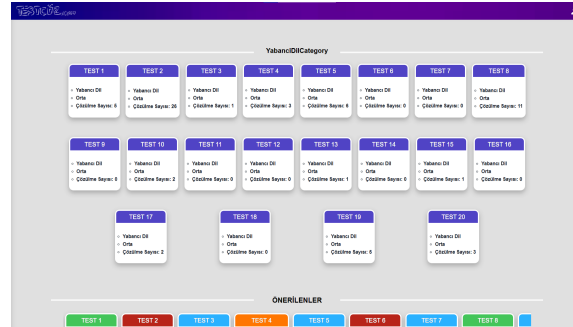 YabancıDilCategory
TEST 1
Yabancı Dil
Orta
Çözülme Sayısı: 5
TEST 2
Yabancı Dil
Orta
Çözülme Sayısı: 26
TEST 3
Yabancı Dil
Orta
Çözülme Sayısı: 1
TEST 4
Yabancı Dil
Orta
Çözülme Sayısı: 3
TEST 5
Yabancı Dil
Orta
Çözülme Sayısı:
TEST 6
Yabancı Dil
Orta
Çözülme Sayısı: 0
TEST 7
Yabancı Dil
Orta
Çözülme Sayısı: 0
TEST 8
Yabancı Dil
Orta
Çözülme Sayısı: 11
TEST 9
Yabancı Dil
Orta
Çözülme Sayısı:
TEST 10
Yabancı Dil
Orta
Çözülme Sayısı: 2
TEST 11
Yabancı Dil
Orta
Çözülme Sayısı: 0
TEST 12
Yabancı Dil
Orta
Çözülme Sayısı: 0
TEST 13
Yabancı Dil
Orta
Çözülme Sayısı: 1
TEST 14
Yabancı Dil
Orta
Çözülme Sayısı: 0
TEST 15
Yabancı Dil
Orta
Çözülme Sayısı: 1
TEST 16
Yabancı Dil
Orta
Çözülme Sayısı: 0
TEST 17
Yabancı Dil
Orta
Çözülme Sayısı: 2
TEST 18
Yabancı Dil
Orta
Çözülme Sayısı: 0
TEST 19
Yabancı Dil
Orta
Çözülme Sayısı: 5
TEST 20
Yabancı Dil
Orta
Çözülme Sayısı: 3
ÖNERİLENLER
TEST 1
TEST 2
TEST 3
TEST 4
TEST 5
TEST 6
TEST 7
TEST 8